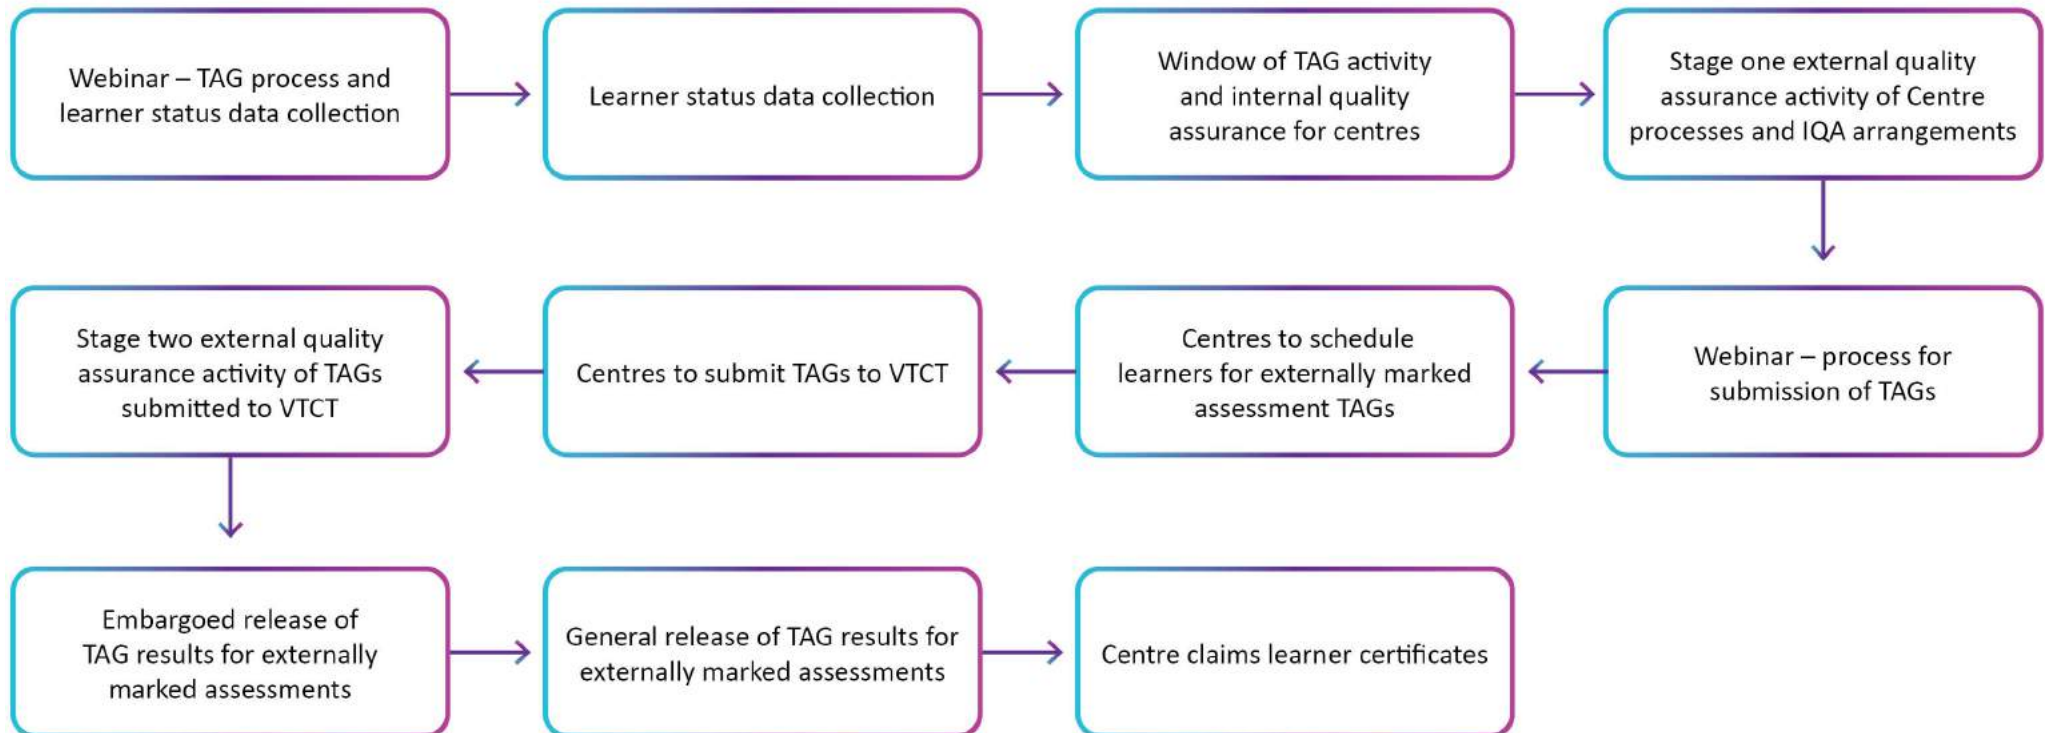 Webinar – TAG process and
learner status data collection
Learner status data collection
Window of TAG activity
and internal quality
assurance for centres
Stage one external quality
assurance activity of Centre
processes and IQA arrangements
Webinar – process for
submission of TAGs
Centres to schedule
learners for externally marked
assessment TAGs
Centres to submit TAGs to VTCT
Stage two external quality
assurance activity of TAGs
submitted to VTCT
Embargoed release of
TAG results for externally
marked assessments
General release of TAG results for
externally marked assessments
Centre claims learner certificates